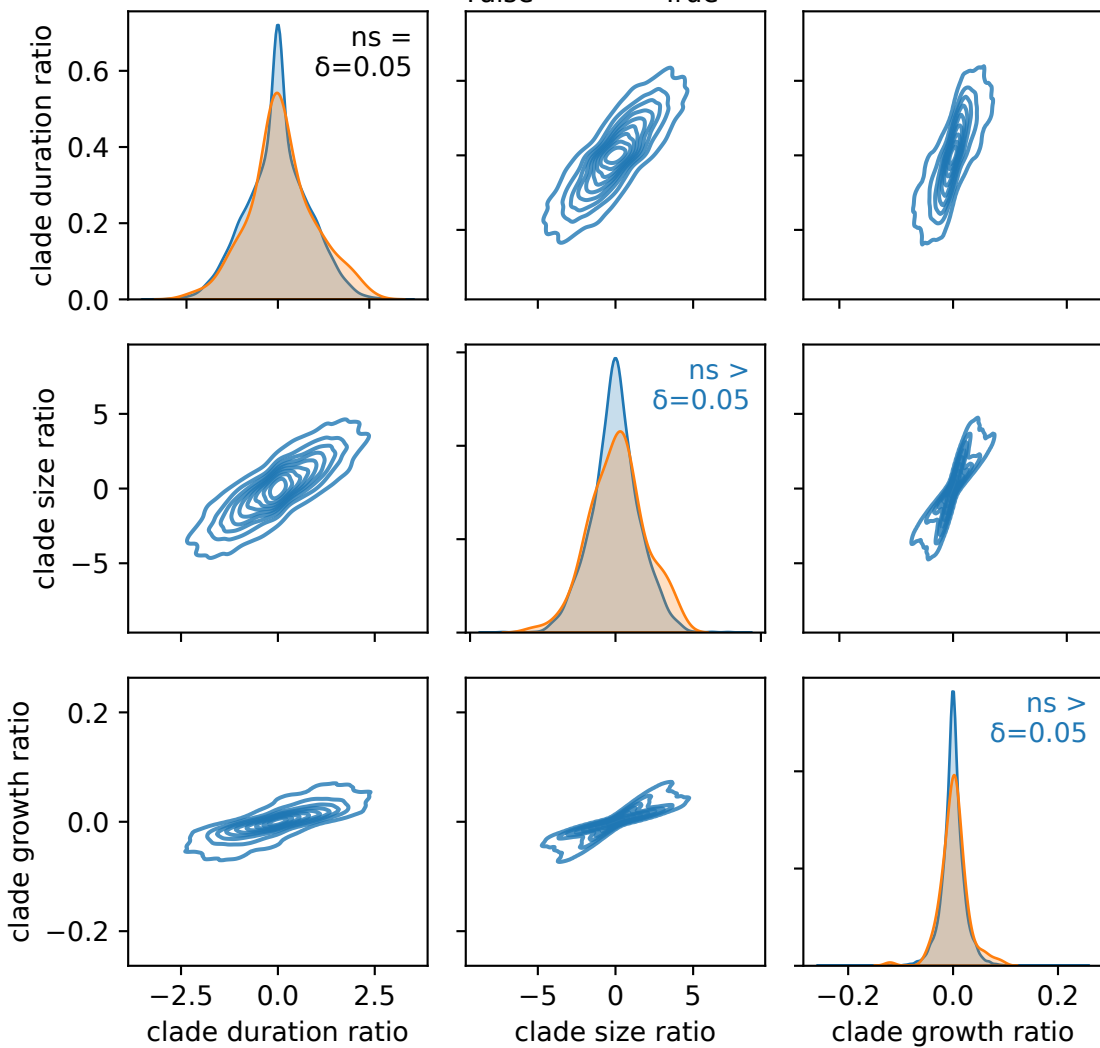 clade duration ratio
0.6
0.4
0.2
0.0
ns =
δ=0.05
clade size ratio
5
0
−5
ns >
δ=0.05
clade growth ratio
0.2
0.0
−0.2
ns >
δ=0.05
−2.5 0.0 2.5
−5 0 5
−0.2 0.0 0.2
clade duration ratio
clade size ratio
clade growth ratio